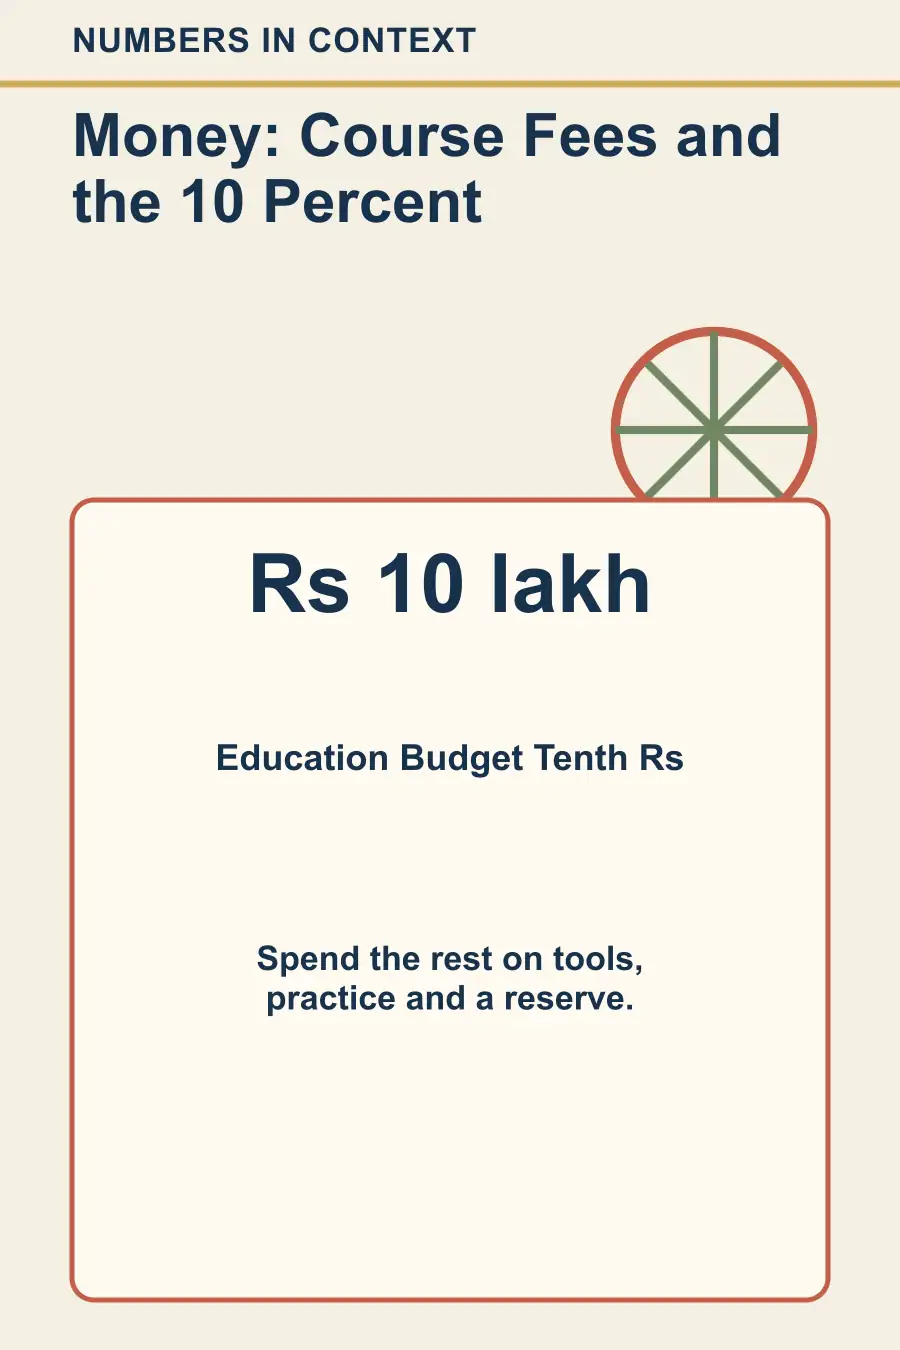 NUMBERS IN CONTEXT
Money: Course Fees and
the 10 Percent
Rs 10 lakh
Education Budget Tenth Rs
Spend the rest on tools,
practice and a reserve.